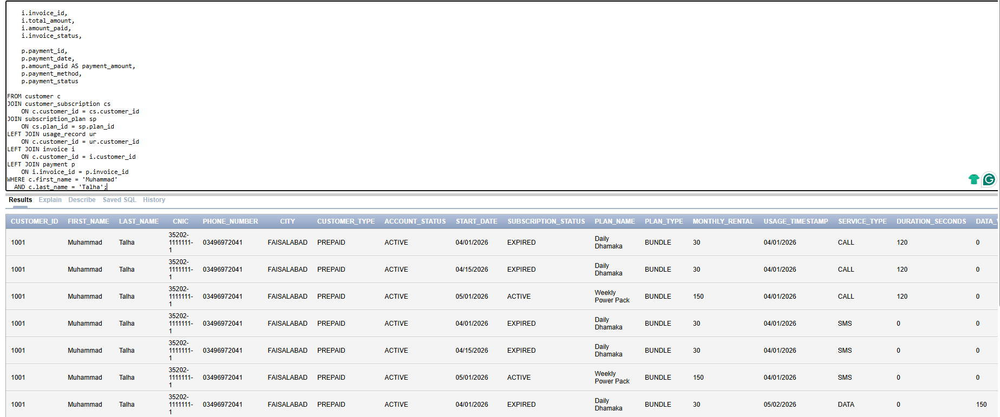 i.invoice_id,
i.total_amount,
i.amount_paid,
i.invoice_status,
p.payment_id,
p.payment_date,
p.amount_paid AS payment_amount,
p.payment_method,
p.payment_status
FROM customer c
JOIN customer_subscription cs
ON c.customer_id = cs.customer_id
JOIN subscription_plan sp
ON cs.plan_id = sp.plan_id
LEFT JOIN usage_record ur
ON c.customer_id = ur.customer_id
LEFT JOIN invoice i
ON c.customer_id = i.customer_id
LEFT JOIN payment p
ON i.invoice_id = p.invoice_id
WHERE c.first_name = 'Muhammad'
AND c.last_name = 'Talha';
Results Explain Describe Saved SQL History
CUSTOMER_ID FIRST_NAME LAST_NAME CNIC PHONE_NUMBER CITY CUSTOMER_TYPE ACCOUNT_STATUS START_DATE SUBSCRIPTION_STATUS PLAN_NAME PLAN_TYPE MONTHLY_RENTAL USAGE_TIMESTAMP SERVICE_TYPE DURATION_SECONDS DATA_
1001 Muhammad Talha 35202-1111111-1 03496972041 FAISALABAD PREPAID ACTIVE 04/01/2026 EXPIRED Daily Dhamaka BUNDLE 30 04/01/2026 CALL 120 0
1001 Muhammad Talha 35202-1111111-1 03496972041 FAISALABAD PREPAID ACTIVE 04/15/2026 EXPIRED Daily Dhamaka BUNDLE 30 04/01/2026 CALL 120 0
1001 Muhammad Talha 35202-1111111-1 03496972041 FAISALABAD PREPAID ACTIVE 05/01/2026 ACTIVE Weekly Power Pack BUNDLE 150 04/01/2026 CALL 120 0
1001 Muhammad Talha 35202-1111111-1 03496972041 FAISALABAD PREPAID ACTIVE 04/01/2026 EXPIRED Daily Dhamaka BUNDLE 30 04/01/2026 SMS 0 0
1001 Muhammad Talha 35202-1111111-1 03496972041 FAISALABAD PREPAID ACTIVE 04/15/2026 EXPIRED Daily Dhamaka BUNDLE 30 04/01/2026 SMS 0 0
1001 Muhammad Talha 35202-1111111-1 03496972041 FAISALABAD PREPAID ACTIVE 05/01/2026 ACTIVE Weekly Power Pack BUNDLE 150 04/01/2026 SMS 0 0
1001 Muhammad Talha 35202-1111111-1 03496972041 FAISALABAD PREPAID ACTIVE 04/01/2026 EXPIRED Daily Dhamaka BUNDLE 30 05/02/2026 DATA 0 150